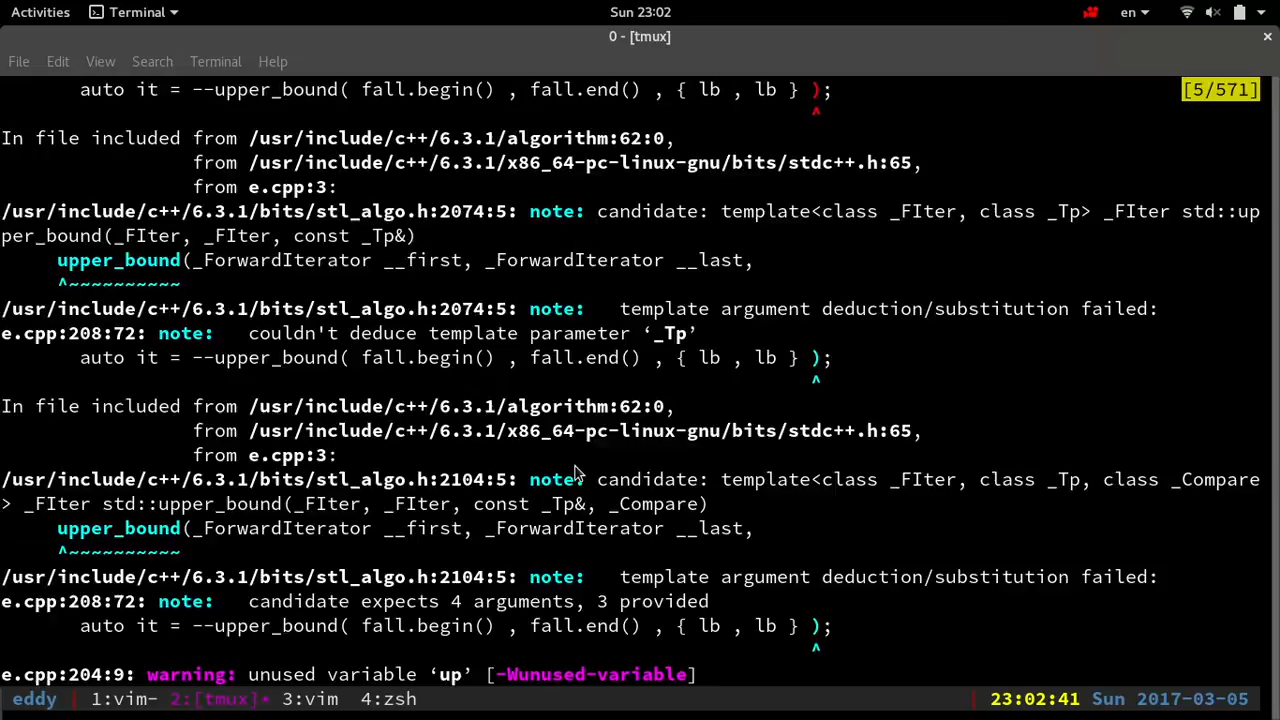 Activities Terminal Sun 23:02 en
0 - [tmux] ×
File Edit View Search Terminal Help
auto it = --upper_bound( fall.begin() , fall.end() , { lb , lb } ); [5/571]
^
In file included from /usr/include/c++/6.3.1/algorithm:62:0,
from /usr/include/c++/6.3.1/x86_64-pc-linux-gnu/bits/stdc++.h:65,
from e.cpp:3:
/usr/include/c++/6.3.1/bits/stl_algo.h:2074:5: note: candidate: template<class _FIter, class _Tp> _FIter std::up
per_bound(_FIter, _FIter, const _Tp&)
upper_bound(_ForwardIterator __first, _ForwardIterator __last,
^~~~~~~~~~~
/usr/include/c++/6.3.1/bits/stl_algo.h:2074:5: note:   template argument deduction/substitution failed:
e.cpp:208:72: note:   couldn't deduce template parameter ‘_Tp’
auto it = --upper_bound( fall.begin() , fall.end() , { lb , lb } );
^
In file included from /usr/include/c++/6.3.1/algorithm:62:0,
from /usr/include/c++/6.3.1/x86_64-pc-linux-gnu/bits/stdc++.h:65,
from e.cpp:3:
/usr/include/c++/6.3.1/bits/stl_algo.h:2104:5: note: candidate: template<class _FIter, class _Tp, class _Compare
> _FIter std::upper_bound(_FIter, _FIter, const _Tp&, _Compare)
upper_bound(_ForwardIterator __first, _ForwardIterator __last,
^~~~~~~~~~~
/usr/include/c++/6.3.1/bits/stl_algo.h:2104:5: note:   template argument deduction/substitution failed:
e.cpp:208:72: note:   candidate expects 4 arguments, 3 provided
auto it = --upper_bound( fall.begin() , fall.end() , { lb , lb } );
^
e.cpp:204:9: warning: unused variable ‘up’ [-Wunused-variable]
eddy | 1:vim- 2:[tmux]* 3:vim 4:zsh | 23:02:41 Sun 2017-03-05